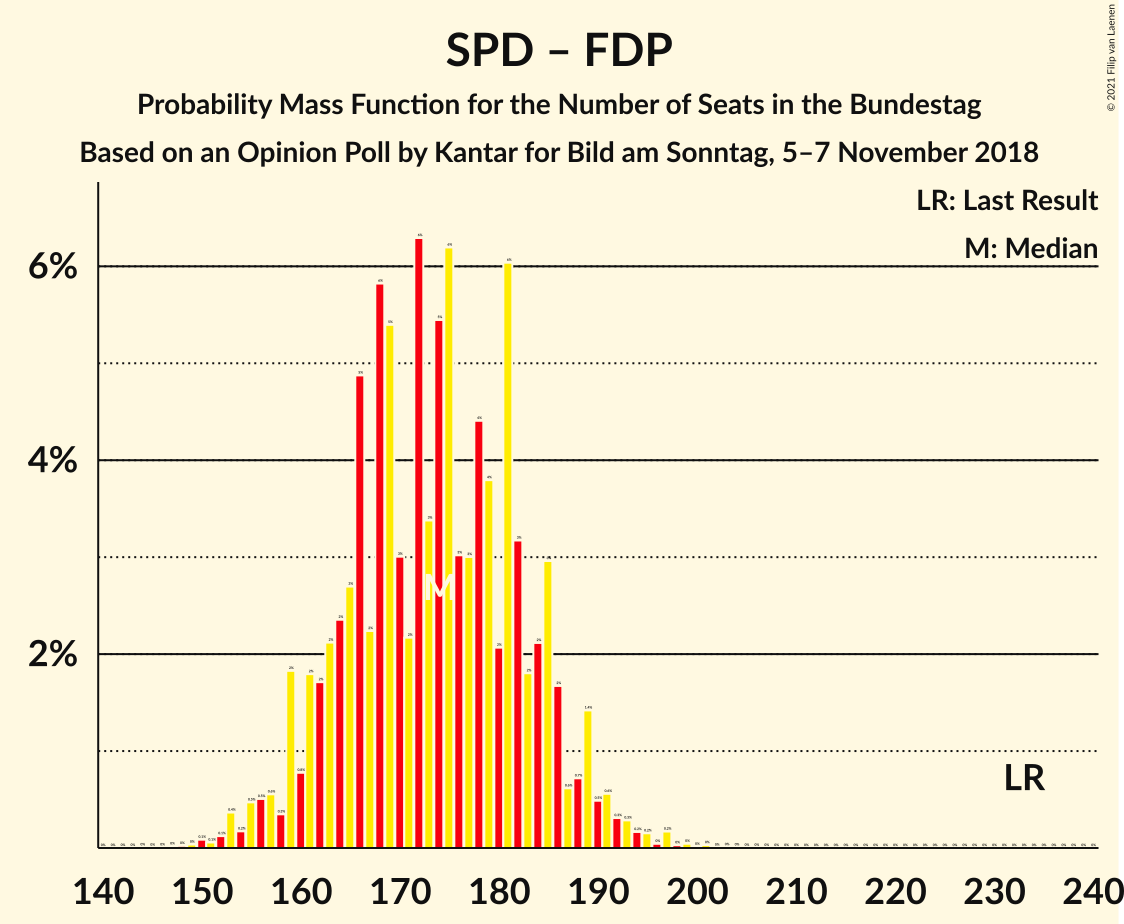 SPD – FDP
Probability Mass Function for the Number of Seats in the Bundestag
Based on an Opinion Poll by Kantar for Bild am Sonntag, 5–7 November 2018
© 2021 Filip van Laenen
LR: Last Result
M: Median
6%
4%
2%
M
LR
140 150 160 170 180 190 200 210 220 230 240